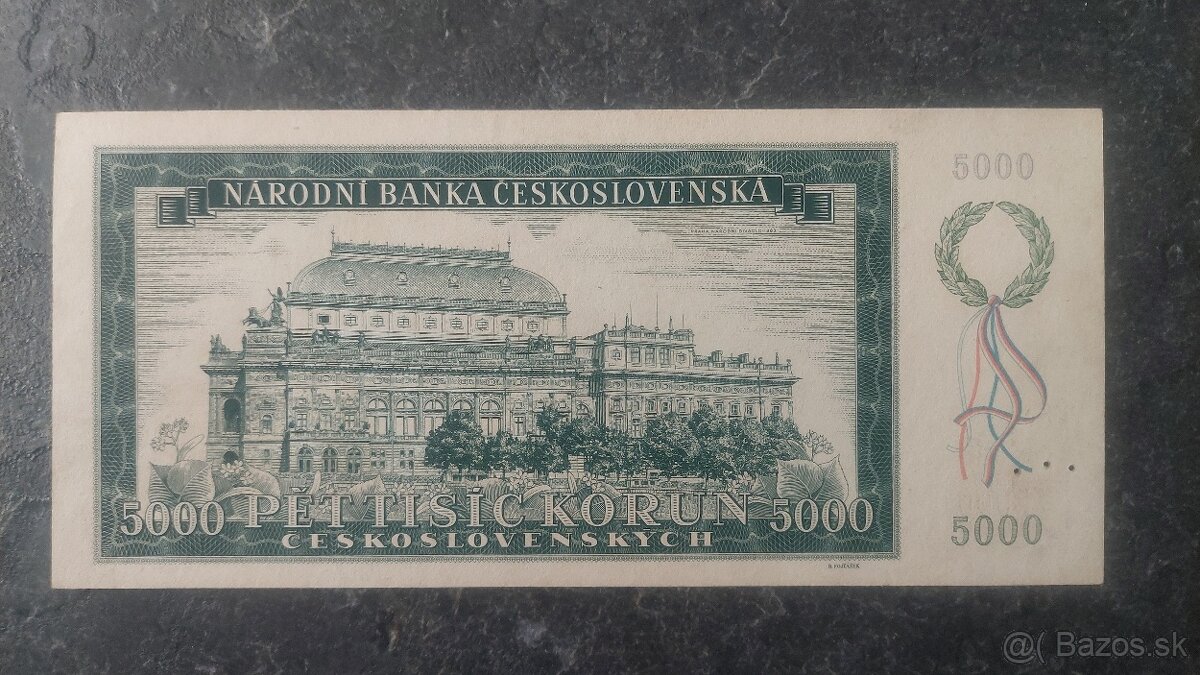 NÁRODNÍ BANKA ČESKOSLOVENSKÁ
5000
5000 PĚT TISÍC KORUN 5000
ČESKOSLOVENSKÝCH
5000
@( Bazos.sk